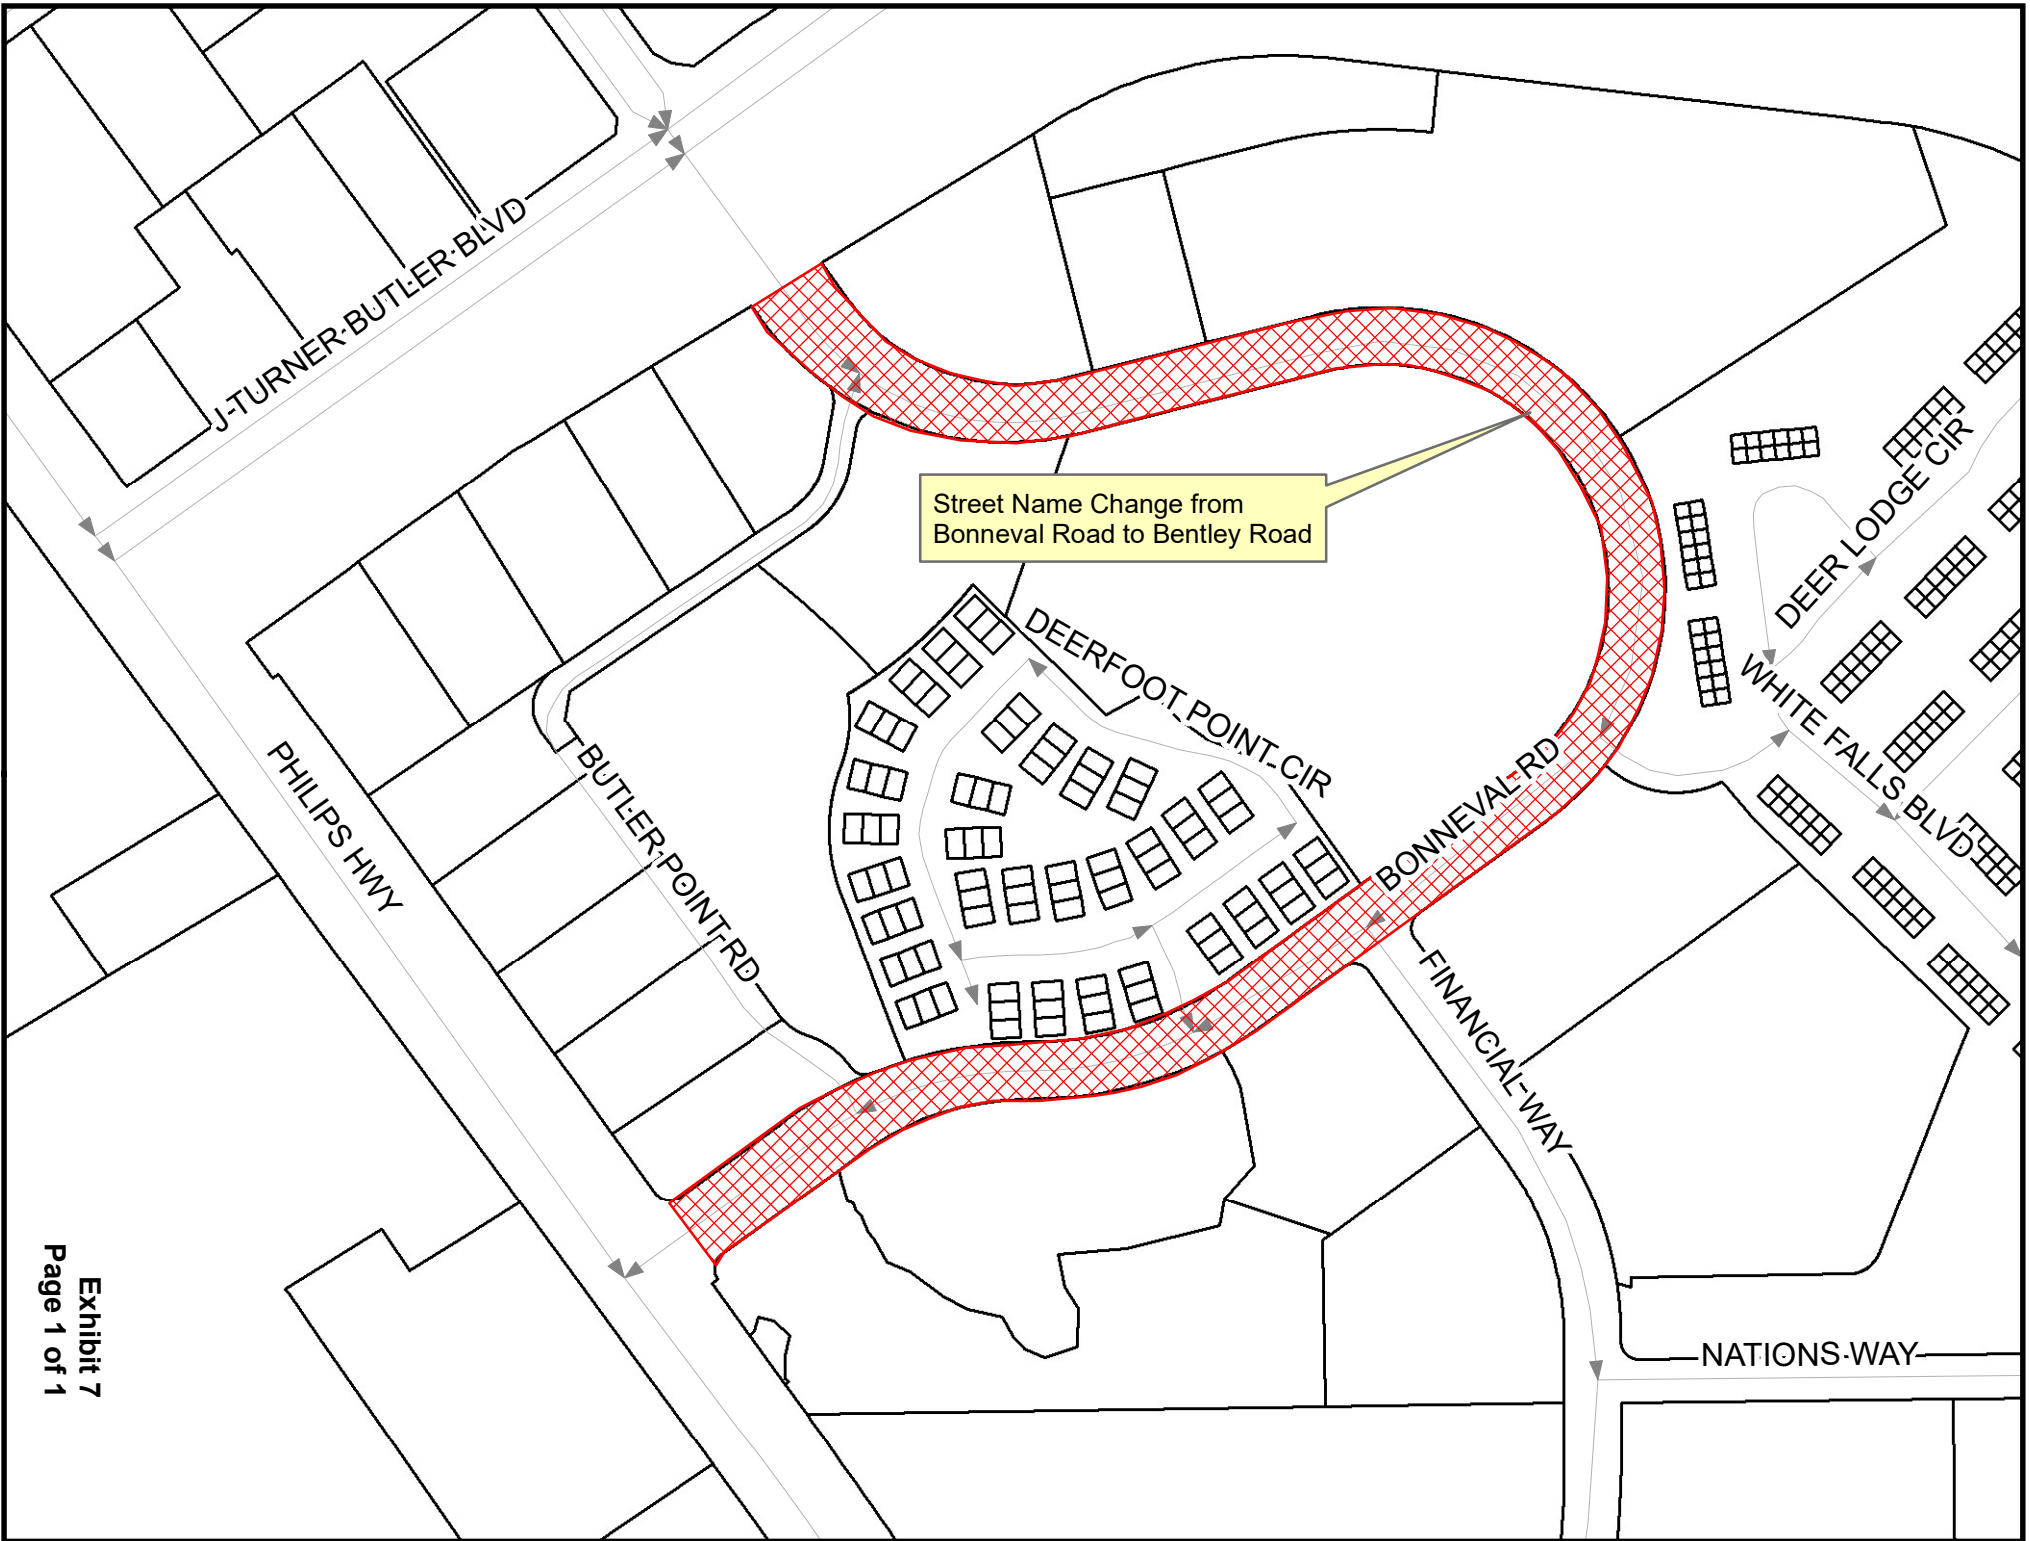 J TURNER BUTLER BLVD
Street Name Change from
Bonneval Road to Bentley Road
DEER LODGE CIR
DEERFOOT POINT CIR
WHITE FALLS BLVD
PHILIPS HWY
BUTLER POINT RD
BONNEVAL RD
FINANCIAL WAY
NATIONS WAY
Exhibit 7
Page 1 of 1